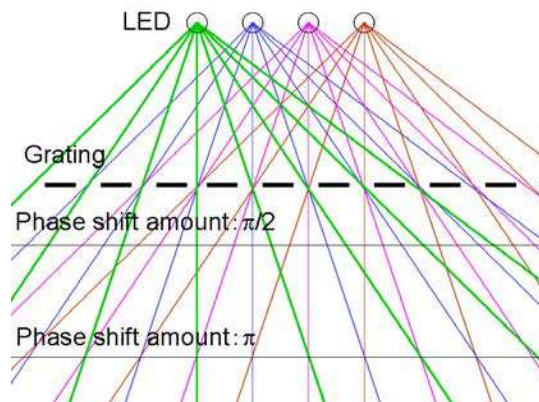 LED
Grating
Phase shift amount:π/2
Phase shift amount:π